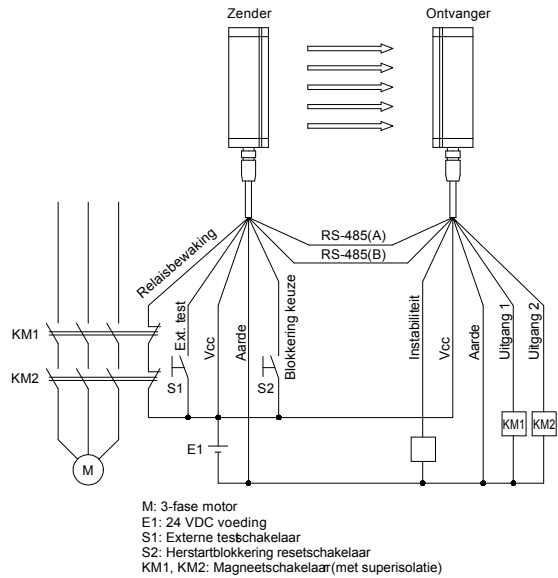 Zender
Ontvanger
RS-485(A)
RS-485(B)
Relaisbewaking
Ext. test
Vcc
Aarde
Blokkering keuze
Instabiliteit
Vcc
Aarde
Uitgang 1
Uitgang 2
KM1
KM2
S1
S2
E1
KM1
KM2
M
M: 3-fase motor
E1: 24 VDC voeding
S1: Externe testschakelaar
S2: Herstartblokkering resetschakelaar
KM1, KM2: Magneetschakelaar(met superisolatie)